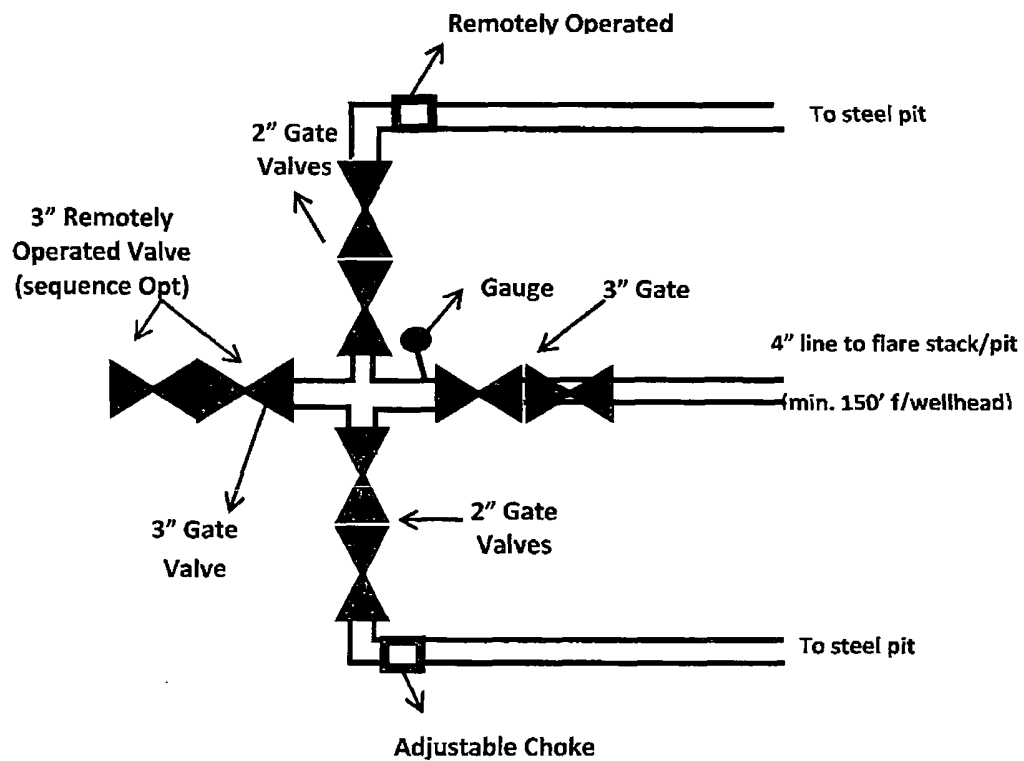 Remotely Operated
To steel pit
2” Gate
Valves
3” Remotely
Operated Valve
(sequence Opt)
Gauge
3” Gate
4” line to flare stack/pit
(min. 150’ f/wellhead)
3” Gate
Valve
2” Gate
Valves
To steel pit
Adjustable Choke